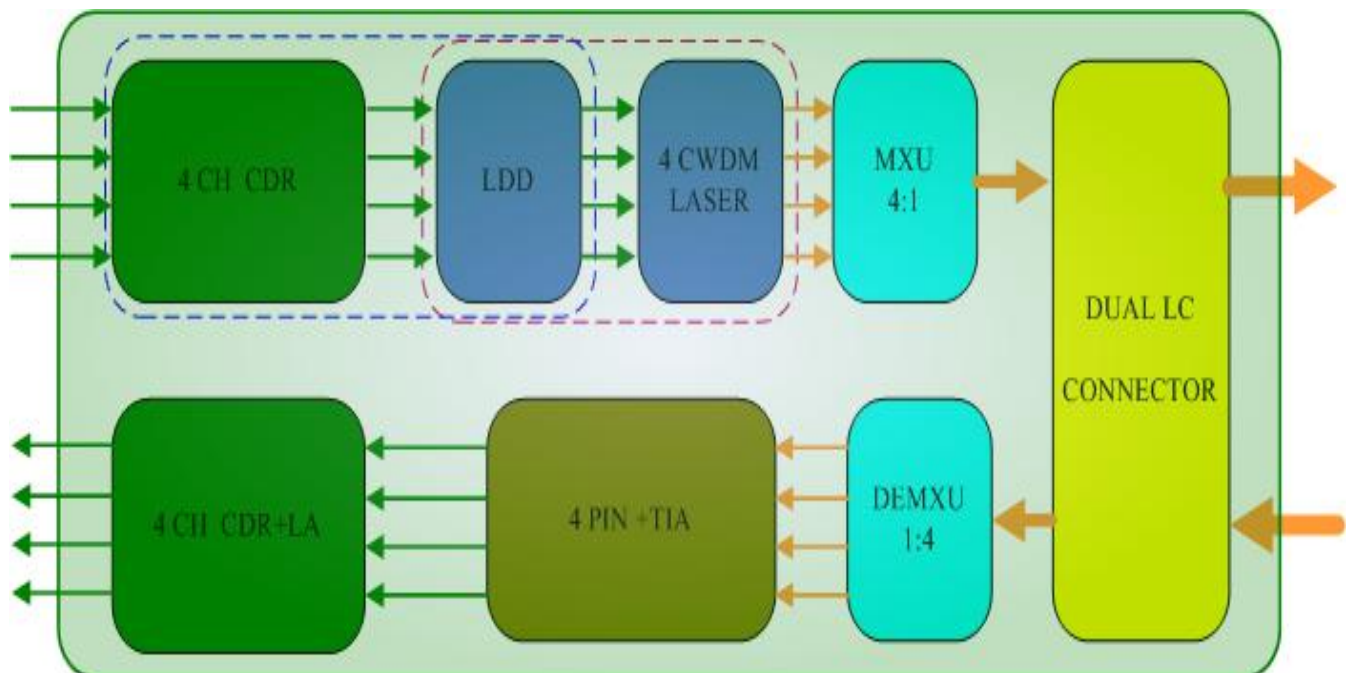 4 CH CDR
LDD
4 CWDM
LASER
MXU
4:1
DUAL LC
CONNECTOR
4 CH CDR+LA
4 PIN +TIA
DEMXU
1:4